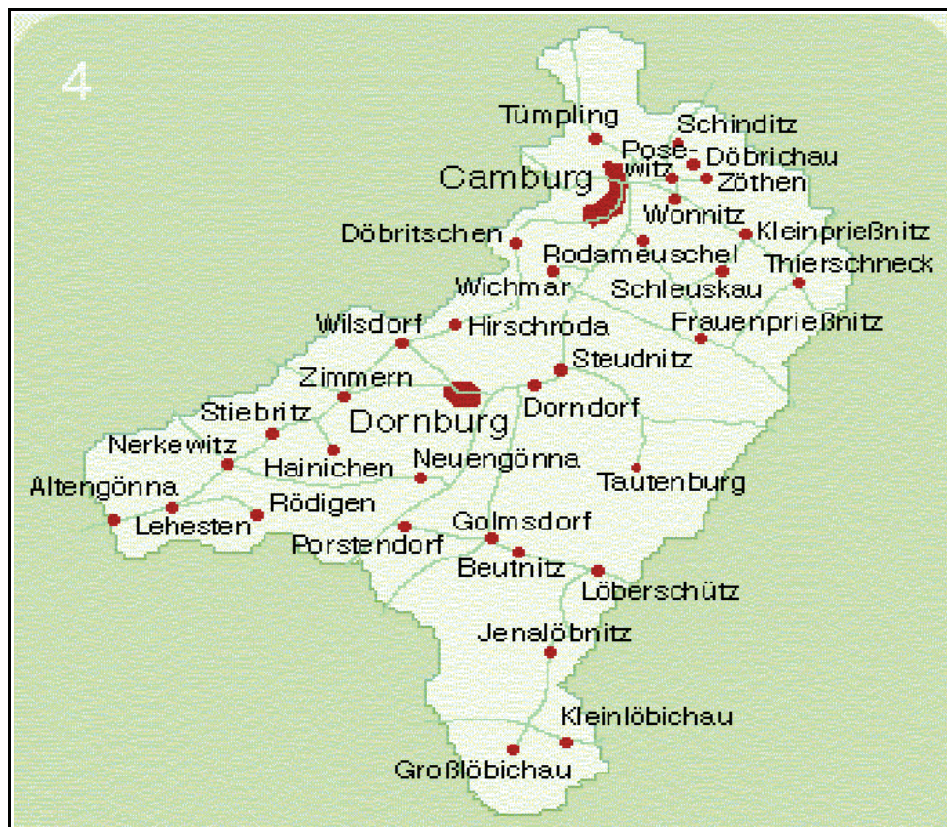 4
Tümpling
Schinditz
Pose-
witz
Döbrichau
Camburg
Zöthen
Wonnitz
Döbritschen
Kleinprießnitz
Rodameuschel
Thierschneck
Wichmar
Schleuskau
Wilsdorf
Hirschroda
Frauenprießnitz
Steudnitz
Zimmern
Stiebritz
Dornburg
Dorndorf
Nerkewitz
Hainichen
Neuengönna
Altengönna
Tautenburg
Lehesten
Rödigen
Golmsdorf
Porstendorf
Beutnitz
Löberschütz
Jenalöbnitz
Kleinlöbichau
Großlöbichau